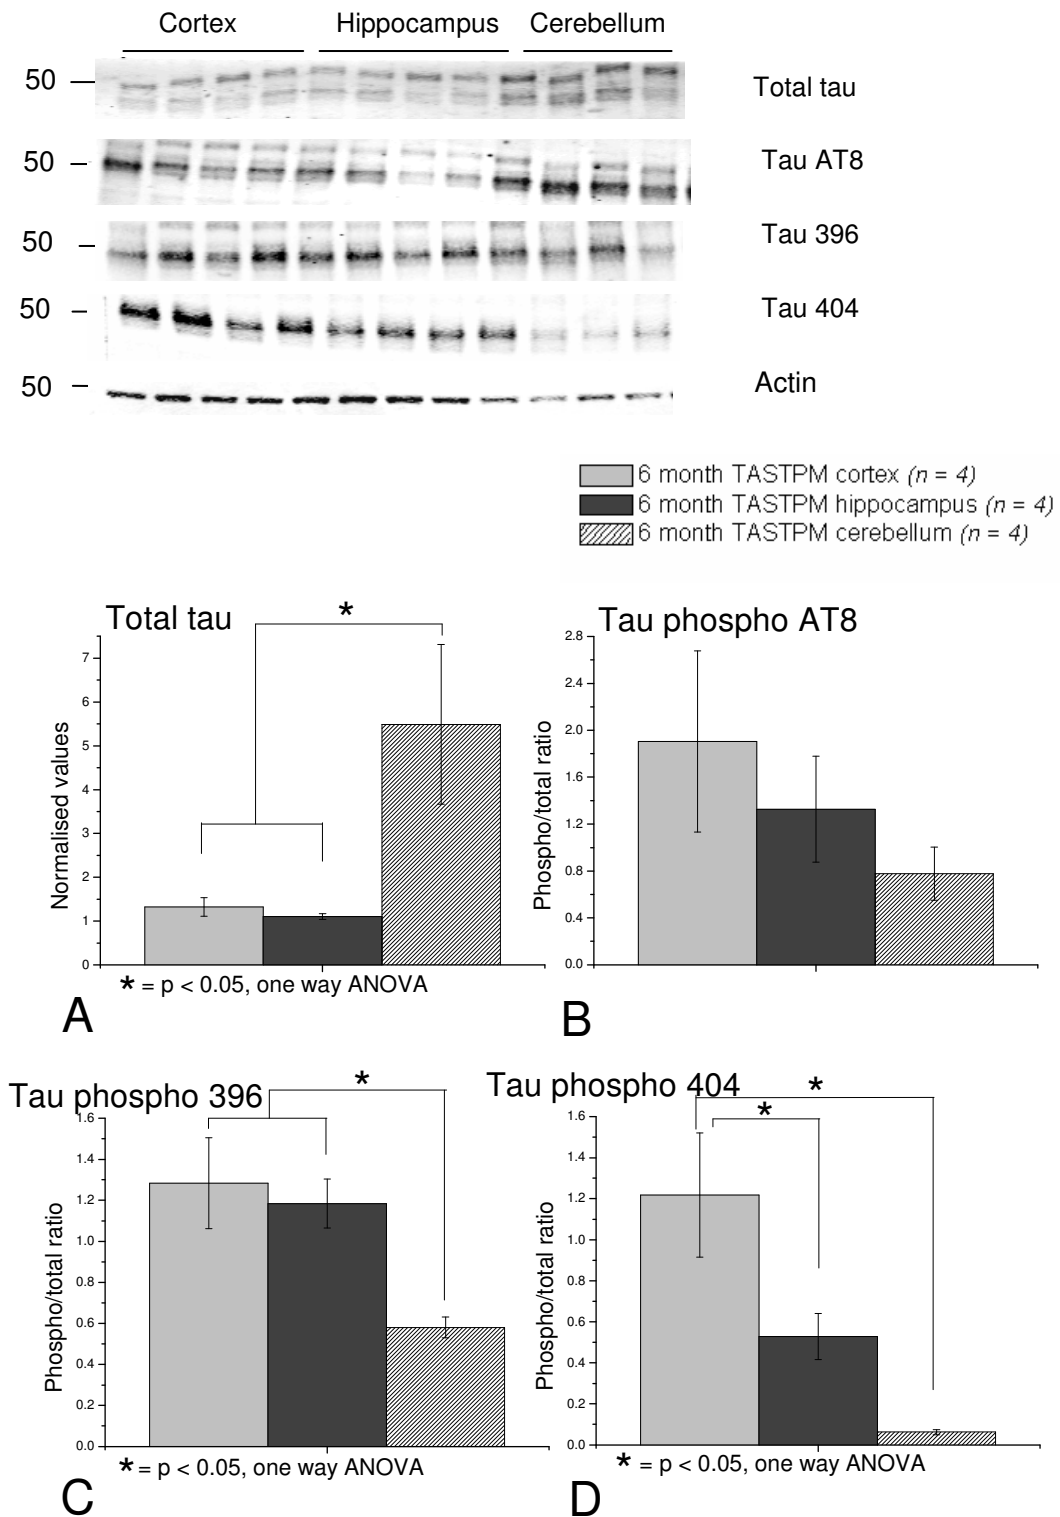 Cortex Hippocampus Cerebellum
50 Total tau
50 Tau AT8
50 Tau 396
50 Tau 404
50 Actin
6 month TASTPM cortex (n = 4)
6 month TASTPM hippocampus (n = 4)
6 month TASTPM cerebellum (n = 4)
Total tau
*
Normalised values
7
6
5
4
3
2
1
0
* = p < 0.05, one way ANOVA
A
Tau phospho AT8
Phospho/total ratio
2.8
2.4
2.0
1.6
1.2
0.8
0.4
0.0
B
Tau phospho 396
*
Phospho/total ratio
1.6
1.4
1.2
1.0
0.8
0.6
0.4
0.2
0.0
* = p < 0.05, one way ANOVA
C
Tau phospho 404
*
*
Phospho/total ratio
1.6
1.4
1.2
1.0
0.8
0.6
0.4
0.2
0.0
* = p < 0.05, one way ANOVA
D